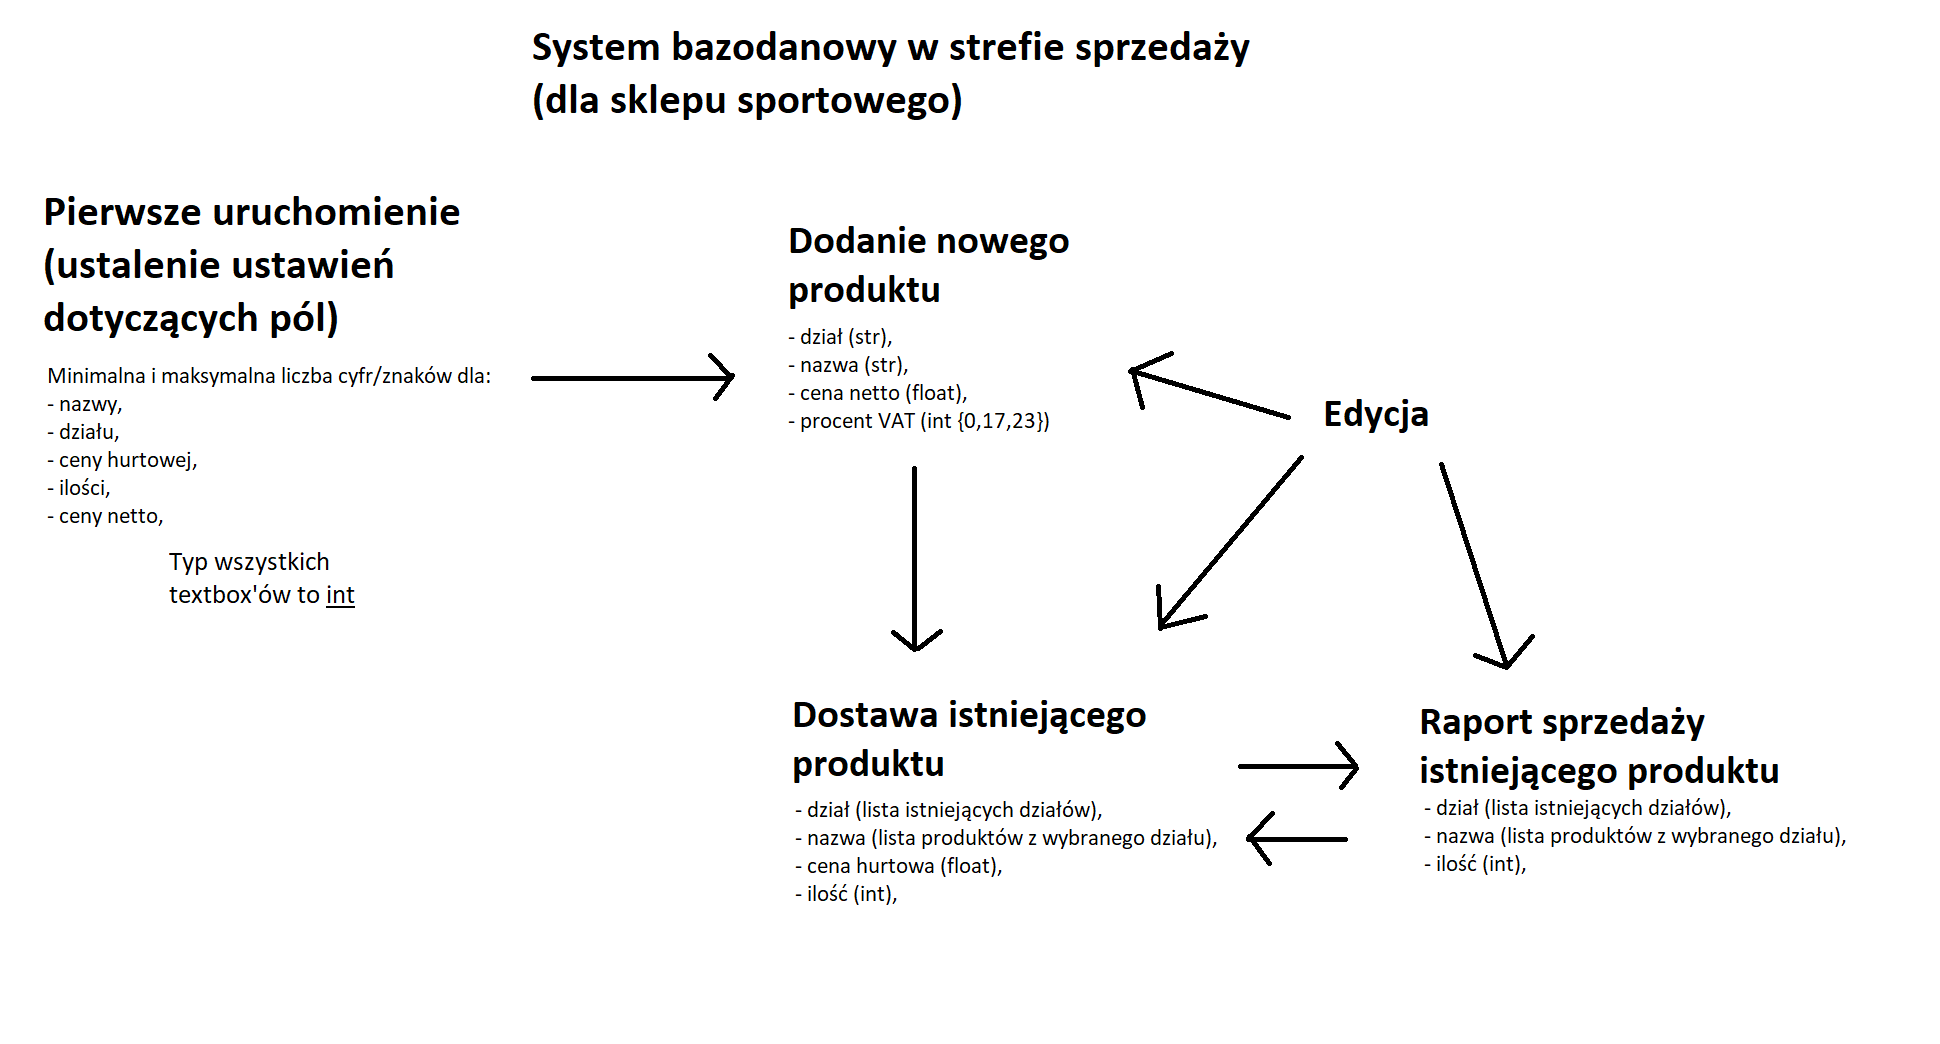 System bazodanowy w strefie sprzedaży
(dla sklepu sportowego)
Pierwsze uruchomienie
(ustalenie ustawień
dotyczących pól)
Minimalna i maksymalna liczba cyfr/znaków dla:
- nazwy,
- działu,
- ceny hurtowej,
- ilości,
- ceny netto,
Typ wszystkich
textbox'ów to int
Dodanie nowego
produktu
- dział (str),
- nazwa (str),
- cena netto (float),
- procent VAT (int {0,17,23})
Edycja
Dostawa istniejącego
produktu
- dział (lista istniejących działów),
- nazwa (lista produktów z wybranego działu),
- cena hurtowa (float),
- ilość (int),
Raport sprzedaży
istniejącego produktu
- dział (lista istniejących działów),
- nazwa (lista produktów z wybranego działu),
- ilość (int),